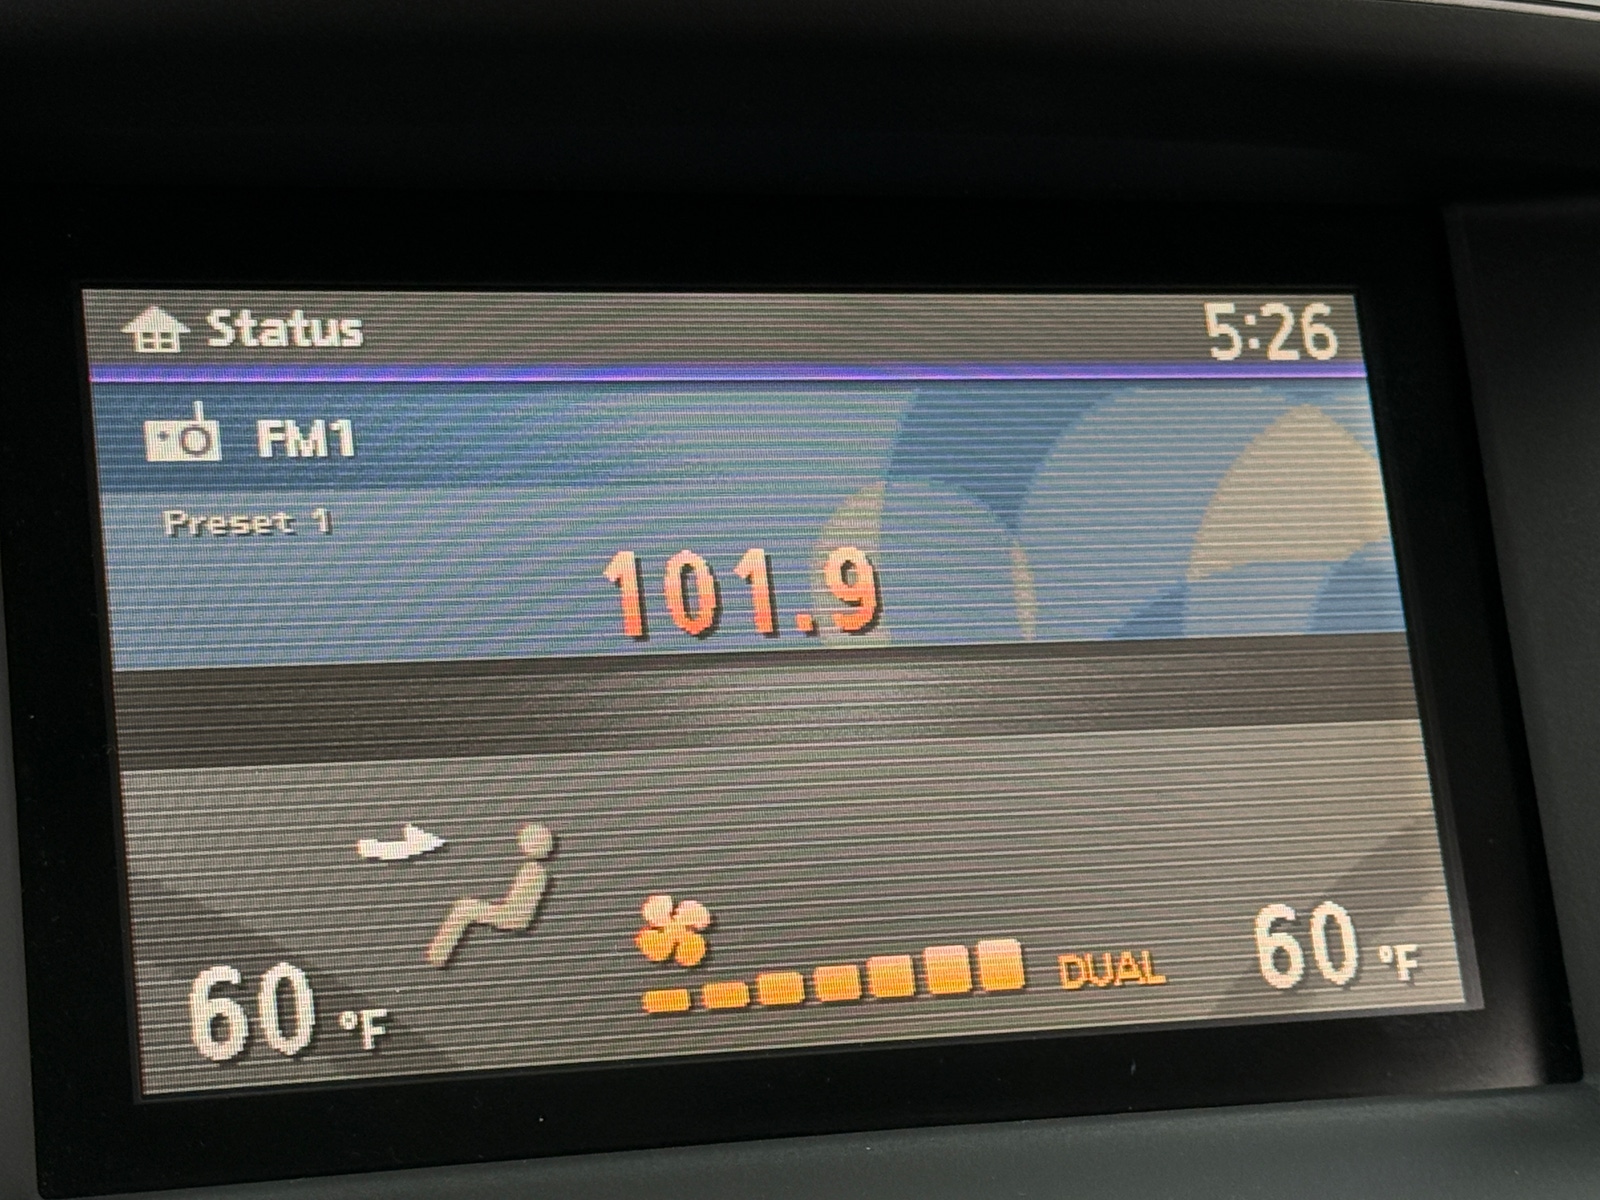 Status 5:26
FM1
Preset 1
101.9
60 °F DUAL 60 °F